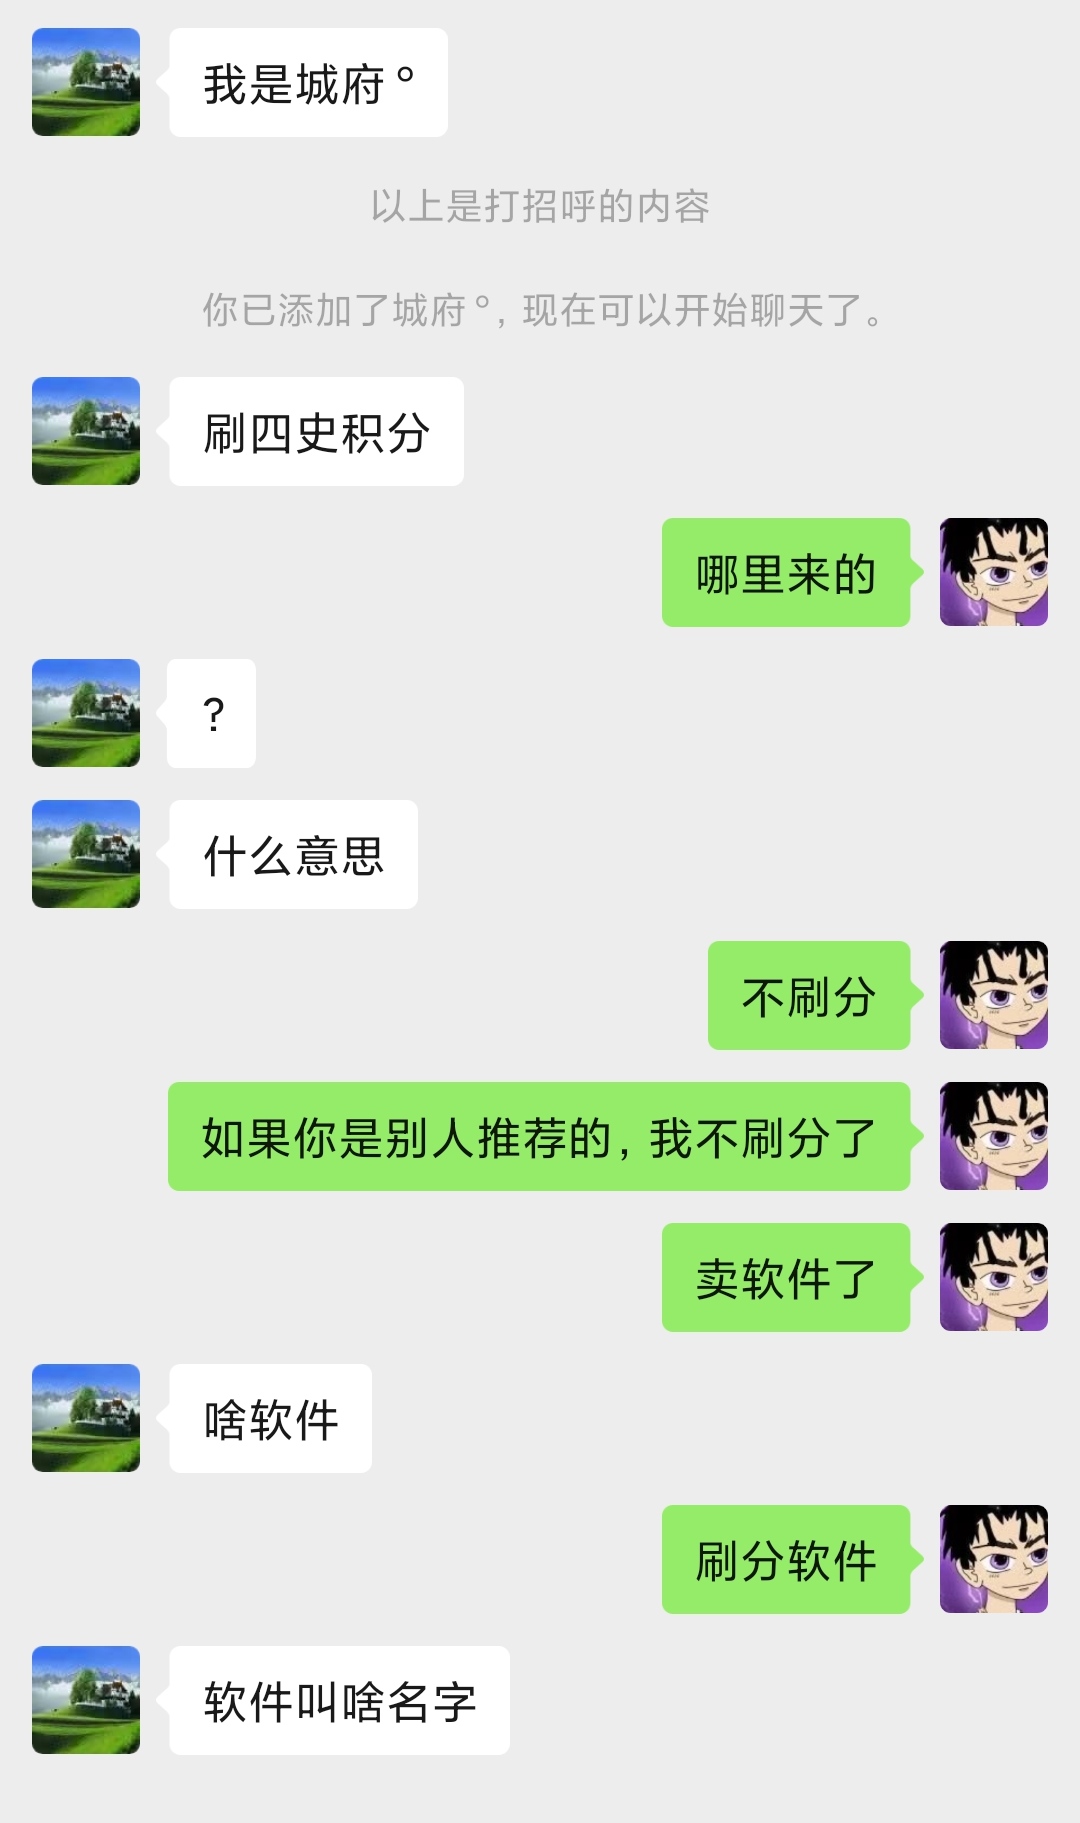 我是城府°
以上是打招呼的内容
你已添加了城府°，现在可以开始聊天了。
刷四史积分
哪里来的
？
什么意思
不刷分
如果你是别人推荐的，我不刷分了
卖软件了
啥软件
刷分软件
软件叫啥名字